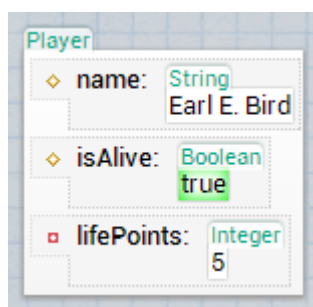 Player
name: String
Earl E. Bird
isAlive: Boolean
true
lifePoints: Integer
5